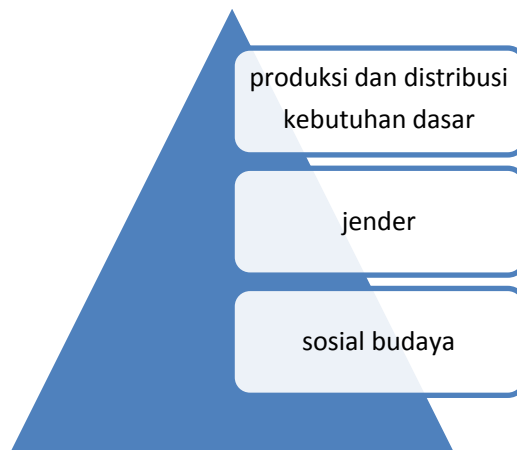 produksi dan distribusi
kebutuhan dasar
jender
sosial budaya